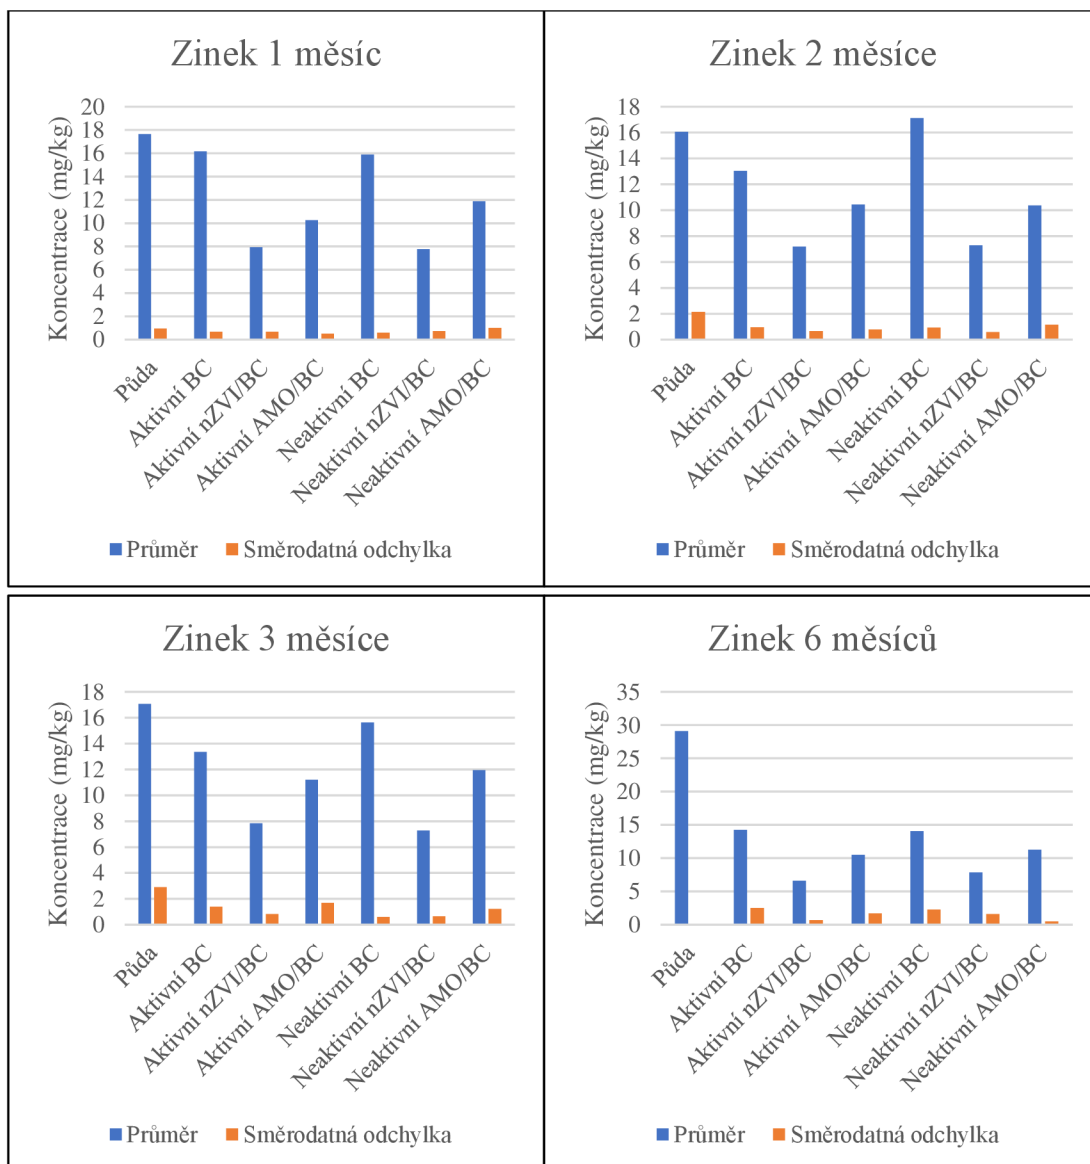 Zinek 1 měsíc
Koncentrace (mg/kg)
20
18
16
14
12
10
8
6
4
2
0
Půda
Aktivní BC
Aktivní nZVI/BC
Aktivní AMO/BC
Neaktivní BC
Neaktivní nZVI/BC
Neaktivní AMO/BC
Průměr Směrodatná odchylka
Zinek 2 měsíce
Koncentrace (mg/kg)
18
16
14
12
10
8
6
4
2
0
Půda
Aktivní BC
Aktivní nZVI/BC
Aktivní AMO/BC
Neaktivní BC
Neaktivní nZVI/BC
Neaktivní AMO/BC
Průměr Směrodatná odchylka
Zinek 3 měsíce
Koncentrace (mg/kg)
18
16
14
12
10
8
6
4
2
0
Půda
Aktivní BC
Aktivní nZVI/BC
Aktivní AMO/BC
Neaktivní BC
Neaktivní nZVI/BC
Neaktivní AMO/BC
Průměr Směrodatná odchylka
Zinek 6 měsíců
Koncentrace (mg/kg)
35
30
25
20
15
10
5
0
Půda
Aktivní BC
Aktivní nZVI/BC
Aktivní AMO/BC
Neaktivní BC
Neaktivní nZVI/BC
Neaktivní AMO/BC
Průměr Směrodatná odchylka